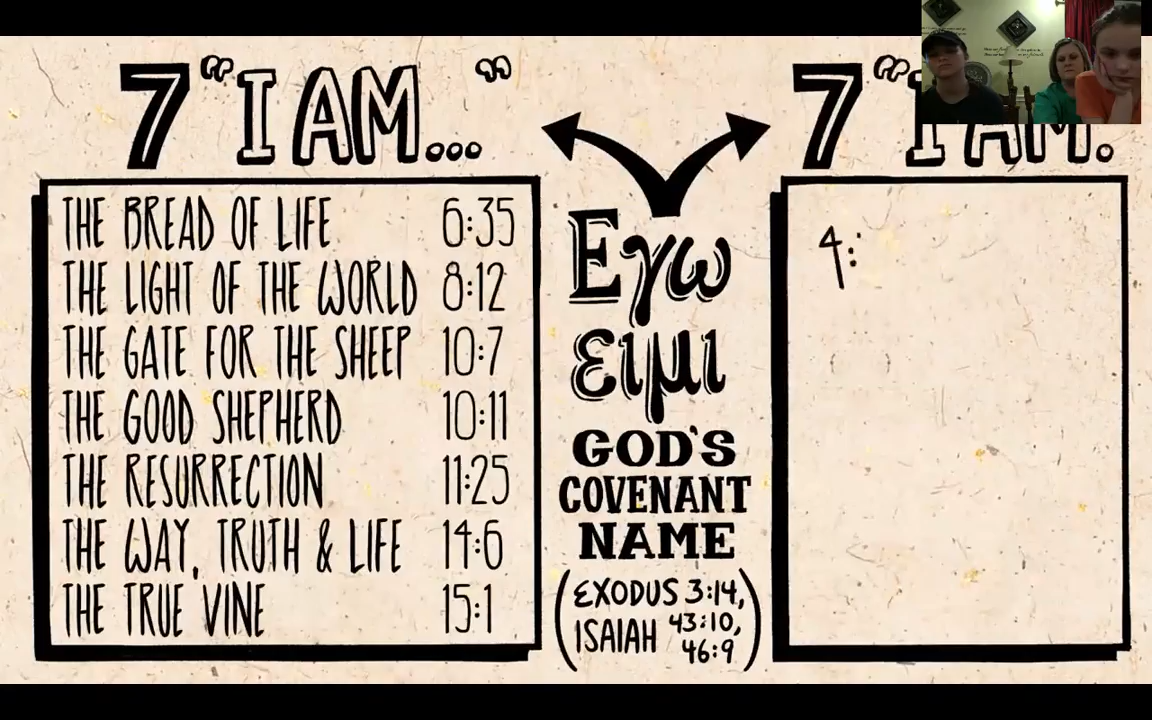 7 "I AM..."
THE BREAD OF LIFE 6:35
THE LIGHT OF THE WORLD 8:12
THE GATE FOR THE SHEEP 10:7
THE GOOD SHEPHERD 10:11
THE RESURRECTION 11:25
THE WAY, TRUTH & LIFE 14:6
THE TRUE VINE 15:1
Εγω
ειμι
GOD'S
COVENANT
NAME
(EXODUS 3:14,
ISAIAH 43:10,
46:9)
7 "I AM.
4: